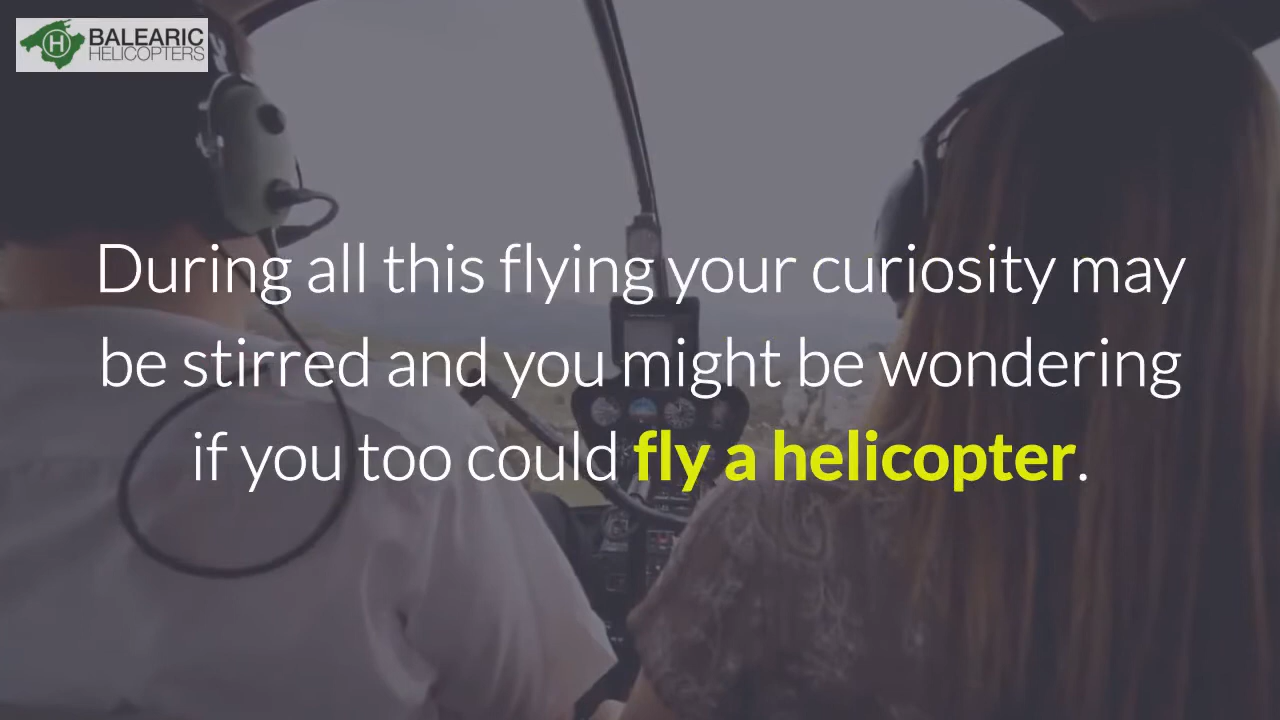 H
BALEARIC
HELICOPTERS
During all this flying your curiosity may
be stirred and you might be wondering
if you too could fly a helicopter.